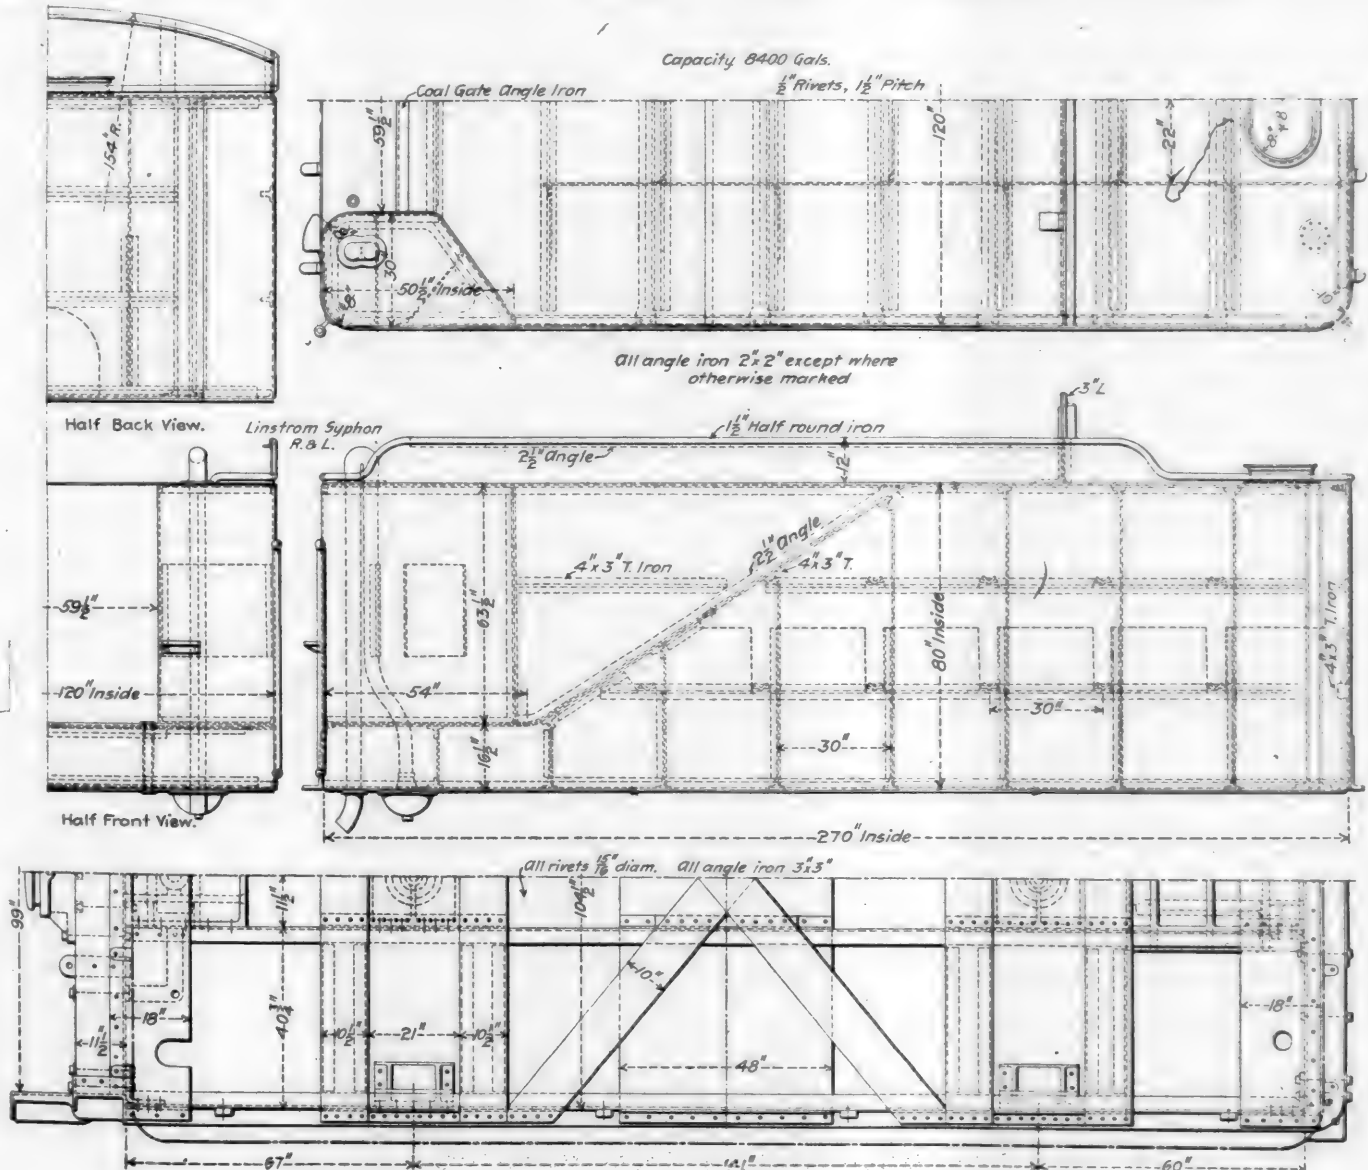 Capacity 8400 Gals.
½" Rivets, 1½" Pitch
Coal Gate Angle Iron
59½"
120"
22"
154" R.
30"
50½" Inside
All angle iron 2"x2" except where
otherwise marked
Half Back View.
Linstrom Syphon
R. & L.
3" L
1½" Half round iron
2½" Angle
12"
2½" Angle
4"x3" T. Iron
4"x3" T.
59½"
63½"
80" Inside
4"x3" T. Iron
120" Inside
54"
30"
30"
16½"
Half Front View.
270" Inside
All rivets 15/16" diam. All angle iron 3"x3"
99"
11½"
104½"
10"
40¾"
18"
18"
11½"
10½"
21"
10½"
48"
67"
60"